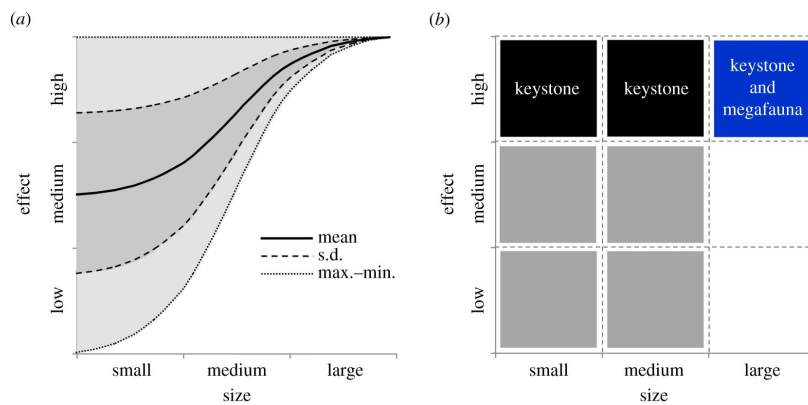 (a)
high
medium
low
effect
mean
s.d.
max.–min.
small
medium
large
size
(b)
high
medium
low
effect
keystone
keystone
keystone
and
megafauna
small
medium
large
size